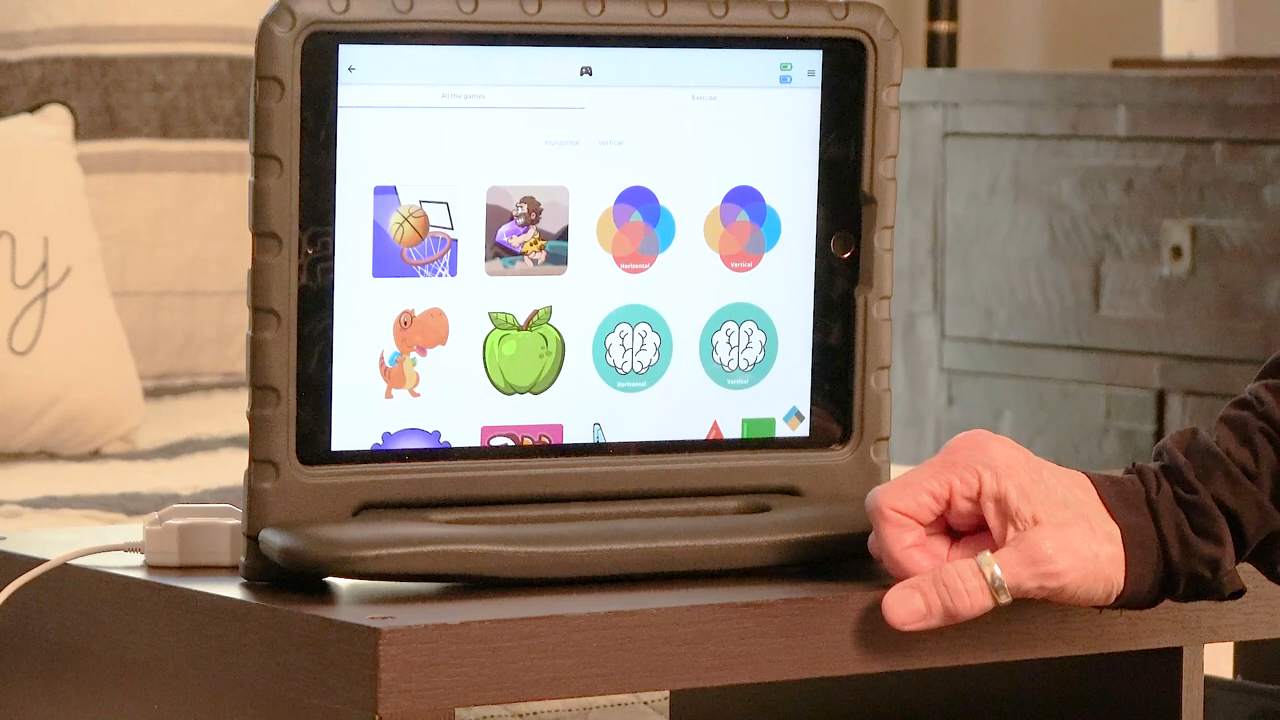 All the games
Exercise
Horizontal
Vertical
Horizontal
Vertical
Horizontal
Vertical
y